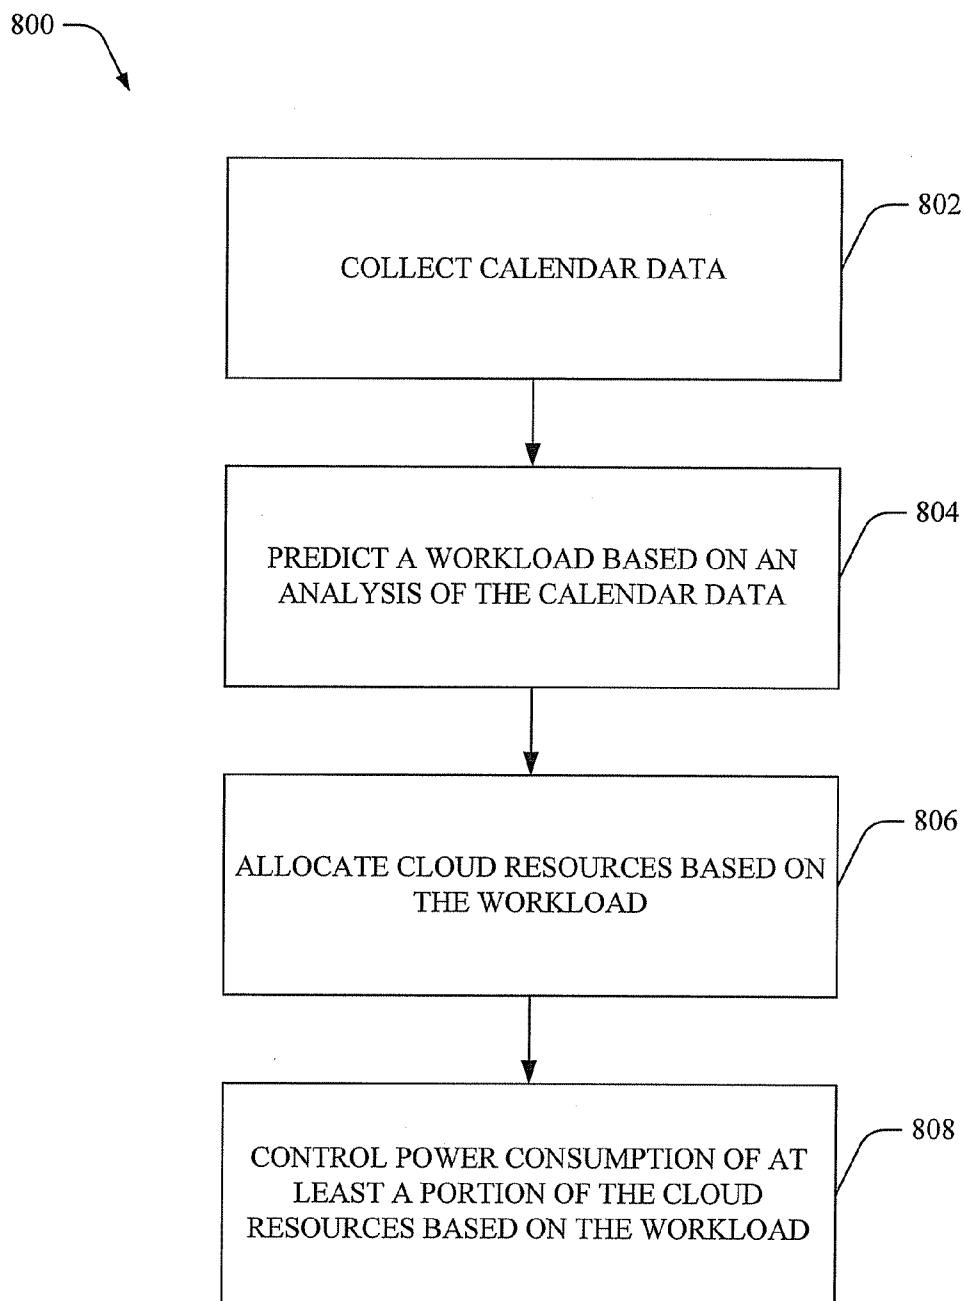 800
802
COLLECT CALENDAR DATA
804
PREDICT A WORKLOAD BASED ON AN
ANALYSIS OF THE CALENDAR DATA
806
ALLOCATE CLOUD RESOURCES BASED ON
THE WORKLOAD
808
CONTROL POWER CONSUMPTION OF AT
LEAST A PORTION OF THE CLOUD
RESOURCES BASED ON THE WORKLOAD